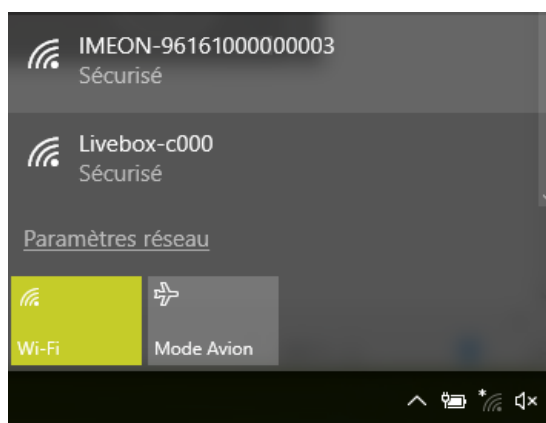 IMEON-96161000000003
Sécurisé
Livebox-c000
Sécurisé
Paramètres réseau
Wi-Fi
Mode Avion